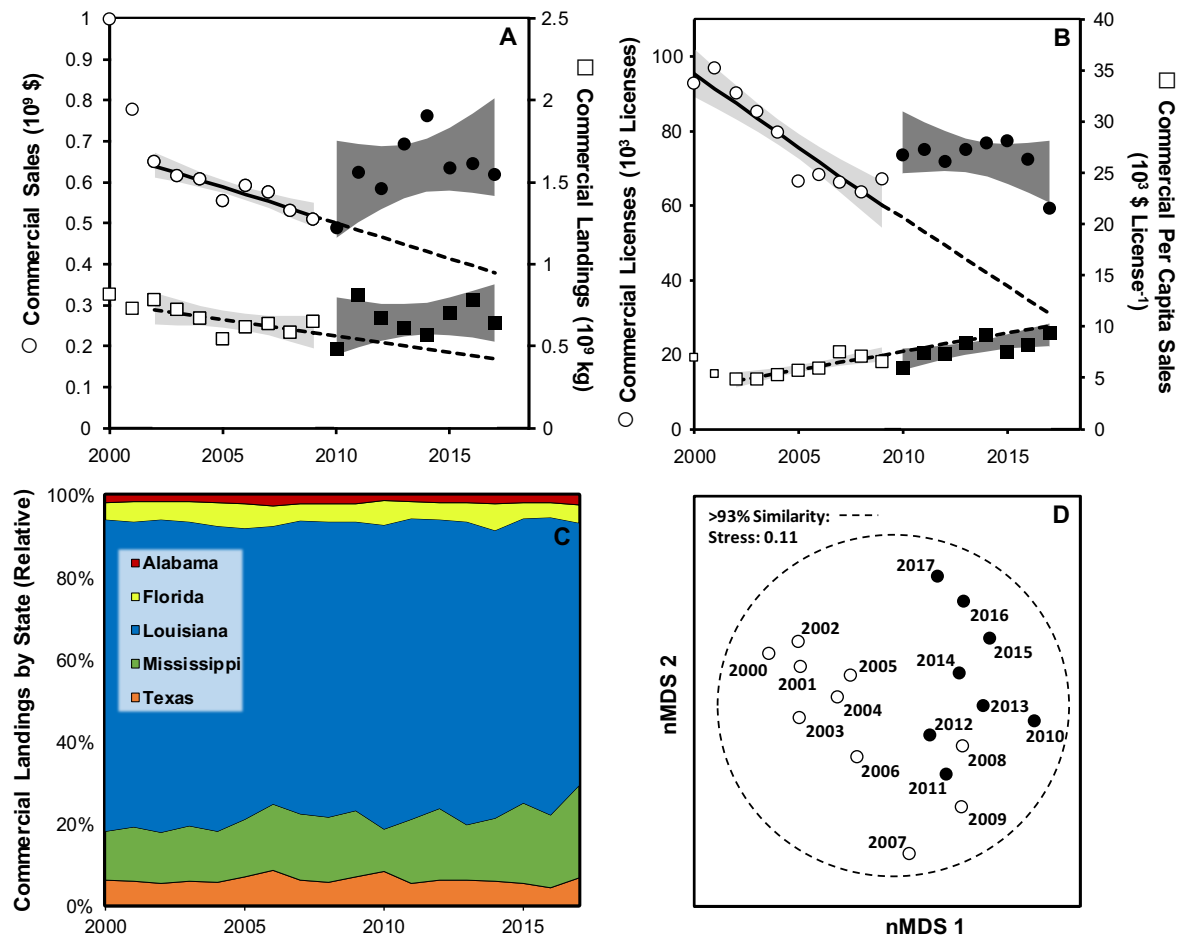 A
Commercial Sales (10⁹ $)
1
0.9
0.8
0.7
0.6
0.5
0.4
0.3
0.2
0.1
0
2.5
2
1.5
1
0.5
0
Commercial Landings (10⁹ kg)
2000 2005 2010 2015
B
Commercial Licenses (10³ Licenses)
100
80
60
40
20
0
40
35
30
25
20
15
10
5
0
Commercial Per Capita Sales
(10³ $ License⁻¹)
2000 2005 2010 2015
C
Commercial Landings by State (Relative)
100%
80%
60%
40%
20%
0%
Alabama
Florida
Louisiana
Mississippi
Texas
2000 2005 2010 2015
D
>93% Similarity:
Stress: 0.11
2017
2016
2015
2002
2000
2001
2005
2014
2004
2003
2013
2010
2012
2008
2006
2011
2009
2007
nMDS 2
nMDS 1